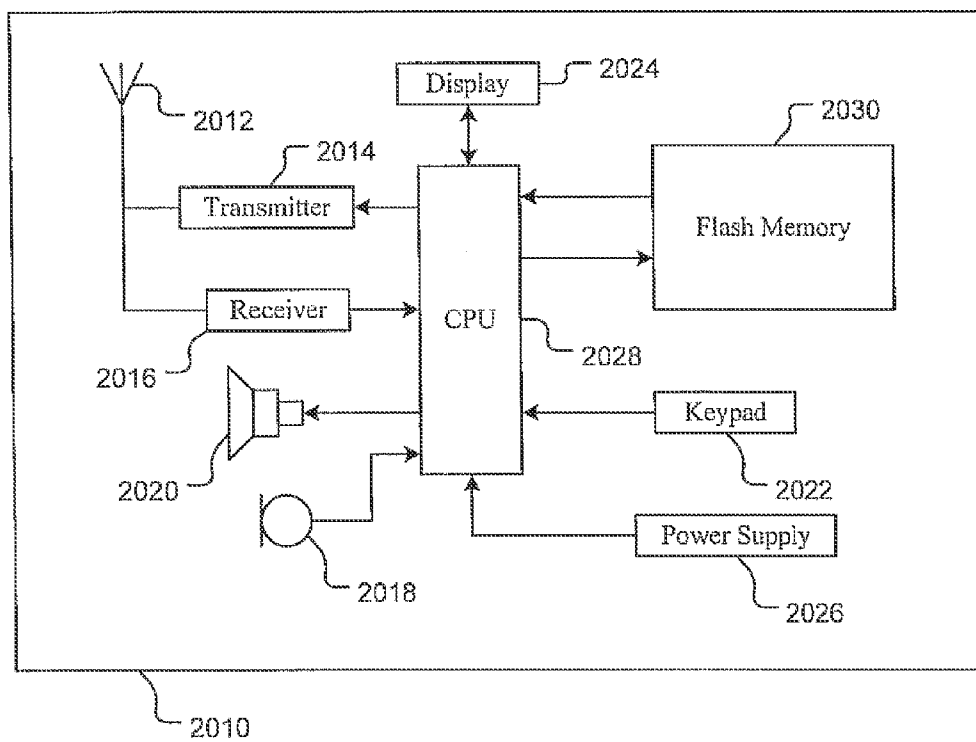 Display
2024
2012
2014
2030
Transmitter
Flash Memory
Receiver
CPU
2016
2028
Keypad
2020
2022
Power Supply
2018
2026
2010